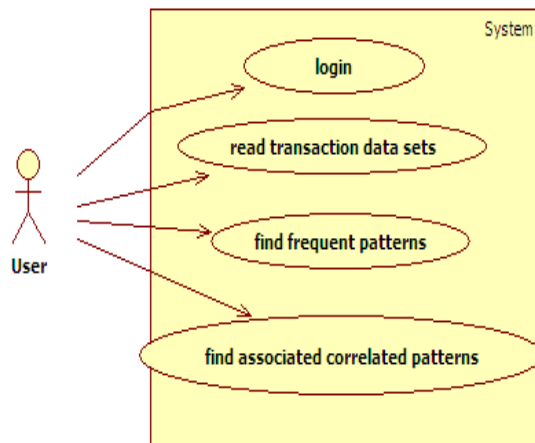 System
login
read transaction data sets
find frequent patterns
User
find associated correlated patterns